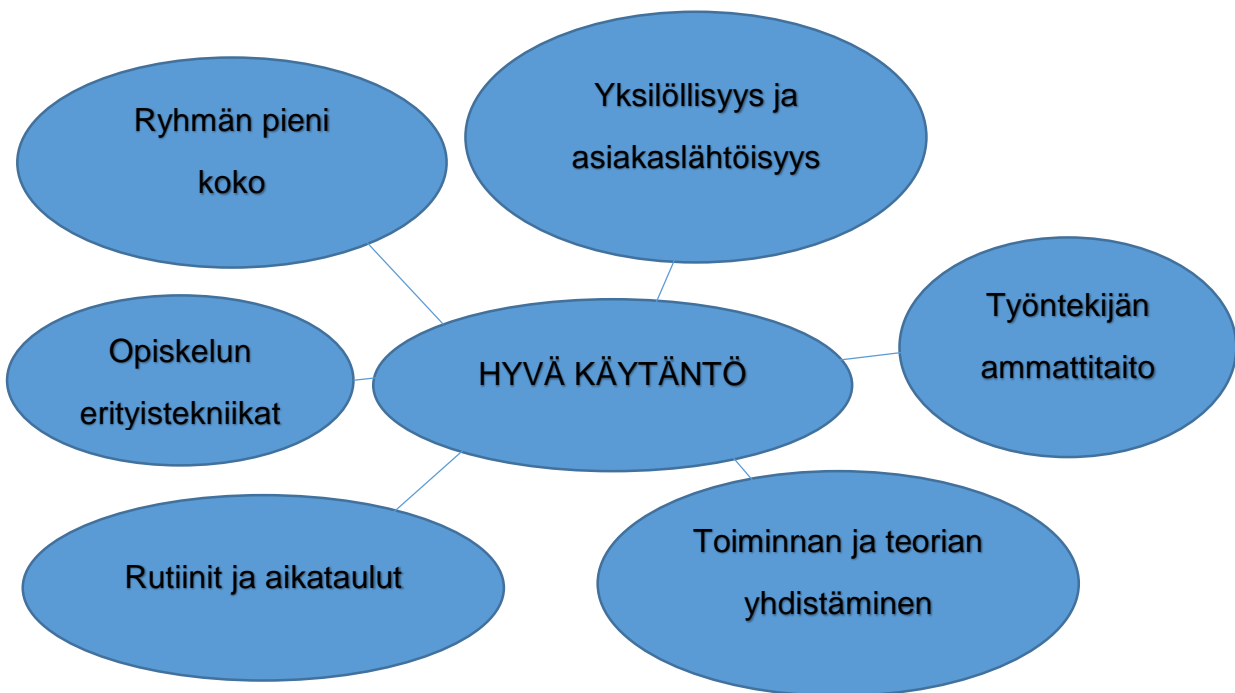 Ryhmän pieni
koko
Yksilöllisyys ja
asiakaslähtöisyys
Työntekijän
ammattitaito
Opiskelun
erityistekniikat
HYVÄ KÄYTÄNTÖ
Rutiinit ja aikataulut
Toiminnan ja teorian
yhdistäminen